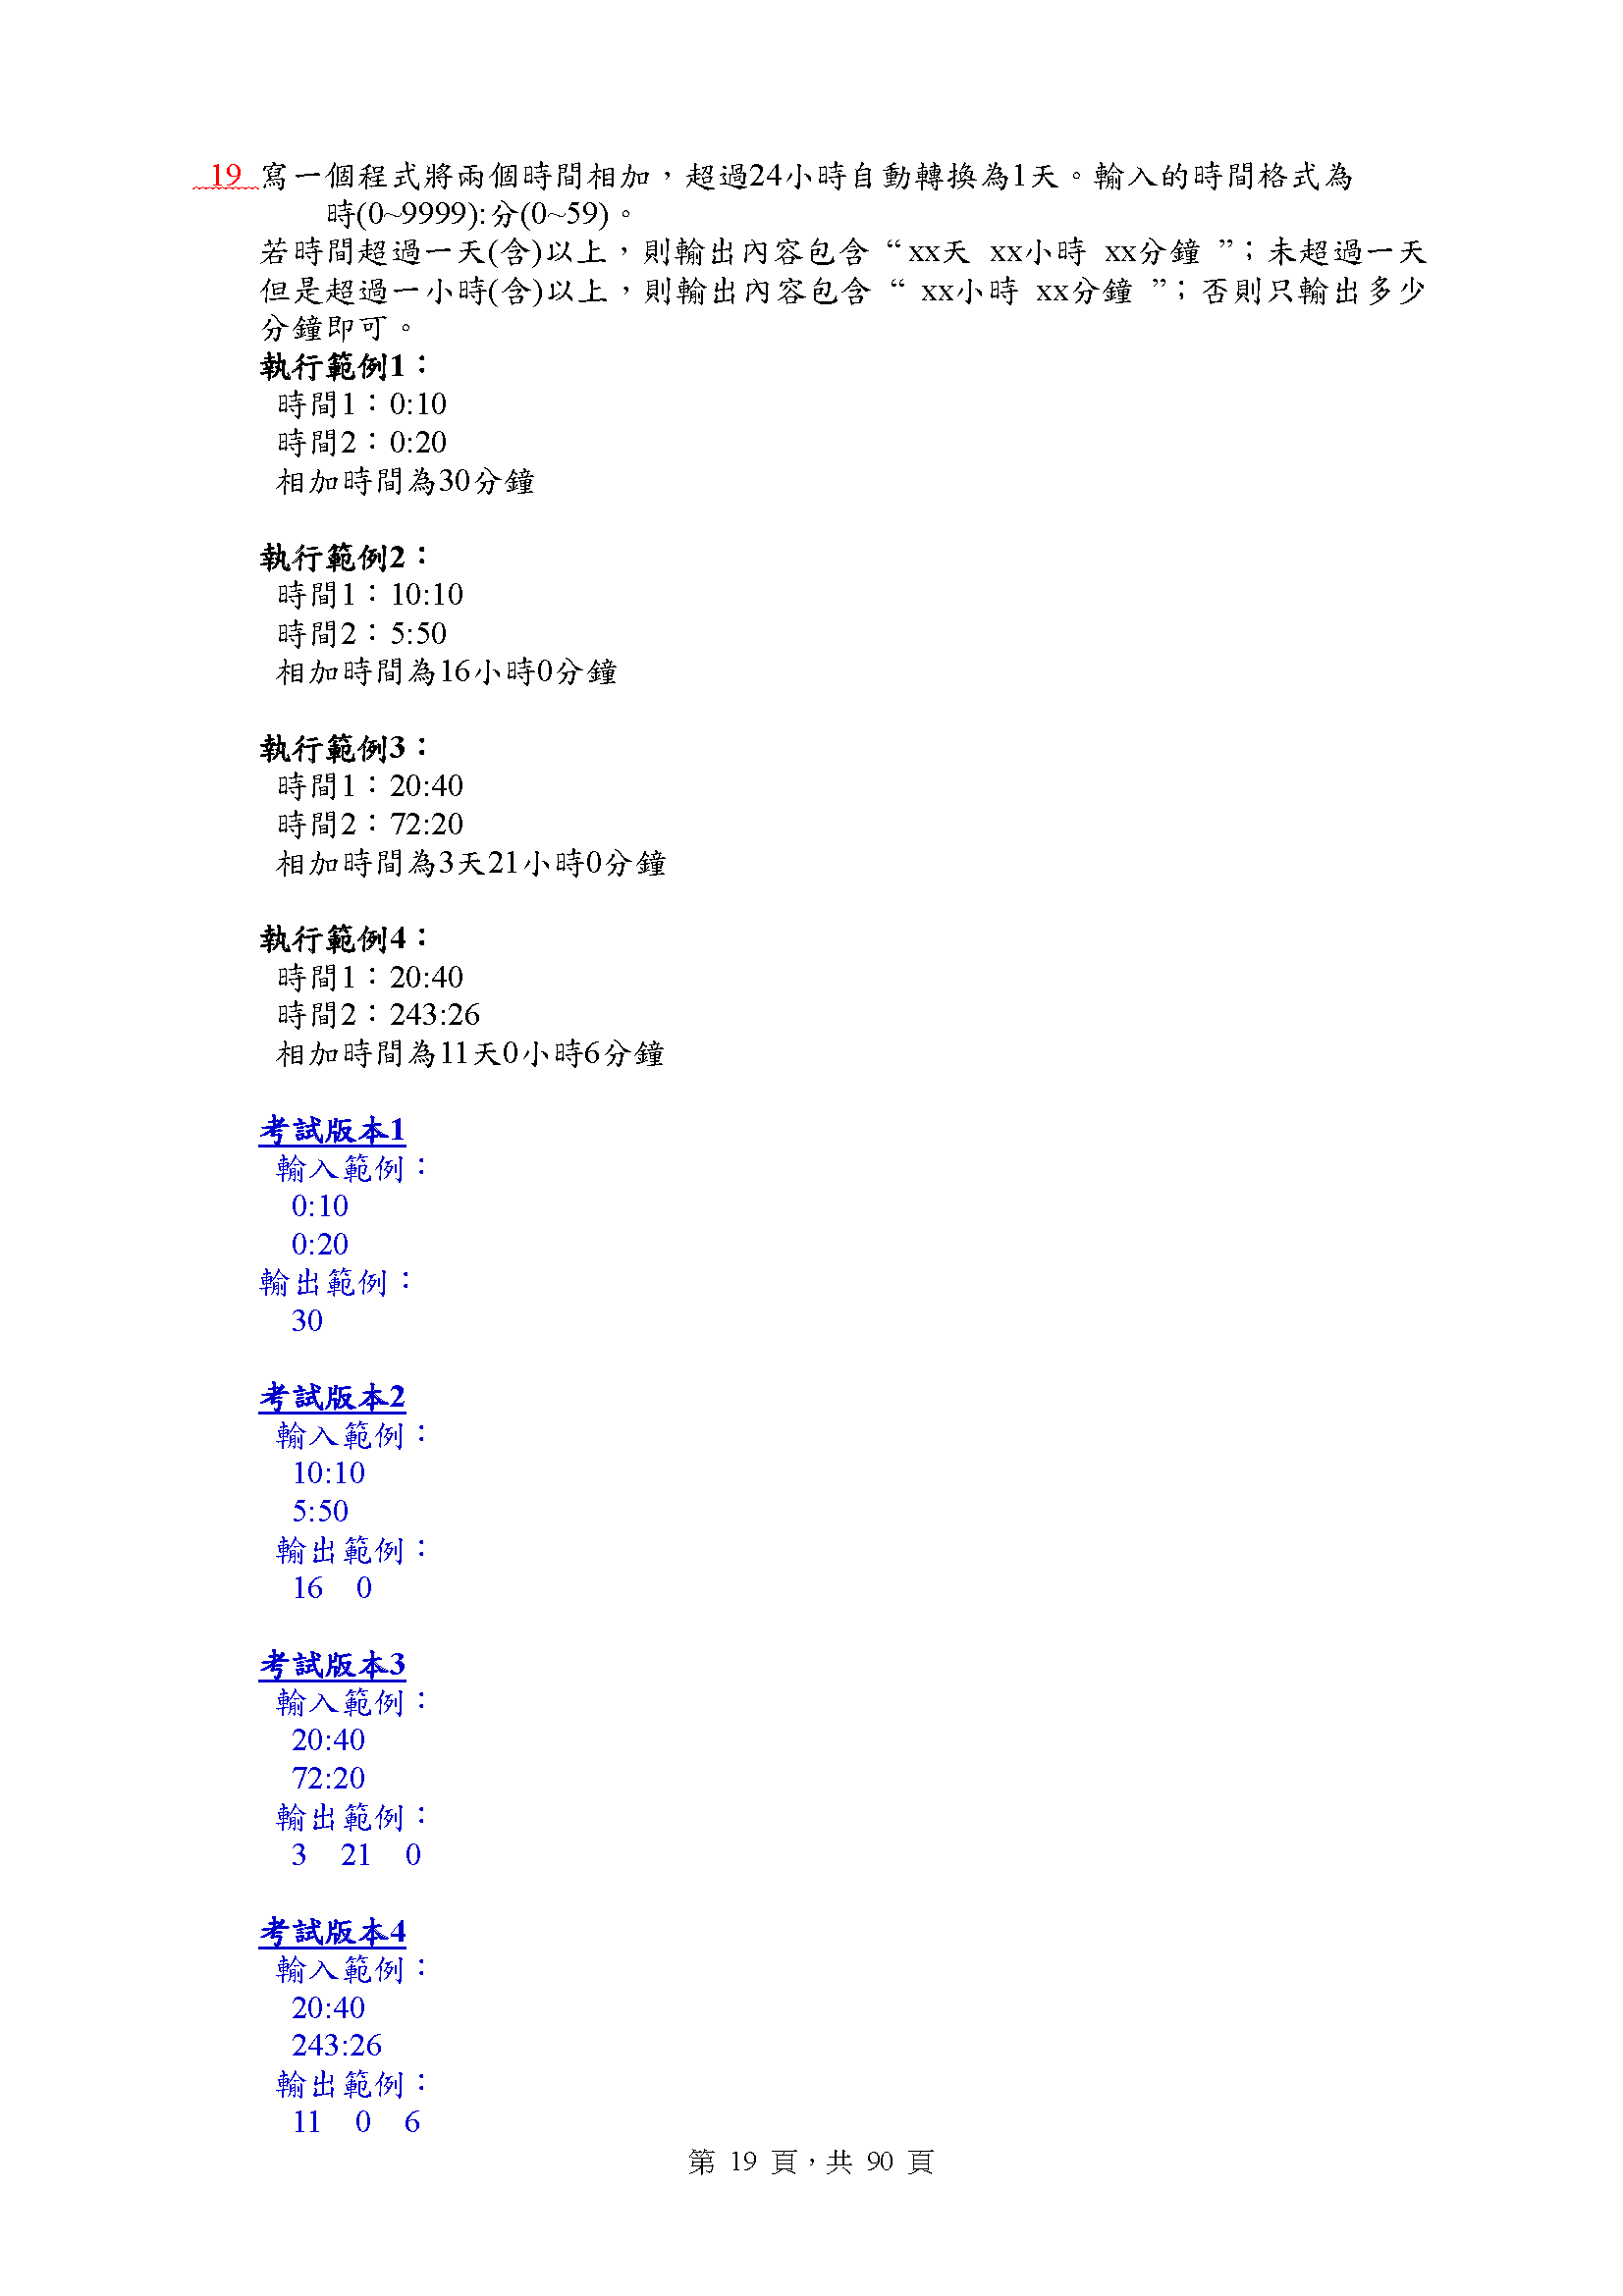 19 寫一個程式將兩個時間相加，超過24小時自動轉換為1天。輸入的時間格式為
時(0~9999):分(0~59)。
若時間超過一天(含)以上，則輸出內容包含“xx天 xx小時 xx分鐘 ”；未超過一天
但是超過一小時(含)以上，則輸出內容包含“ xx小時 xx分鐘 ”；否則只輸出多少
分鐘即可。
執行範例1：
時間1：0:10
時間2：0:20
相加時間為30分鐘
執行範例2：
時間1：10:10
時間2：5:50
相加時間為16小時0分鐘
執行範例3：
時間1：20:40
時間2：72:20
相加時間為3天21小時0分鐘
執行範例4：
時間1：20:40
時間2：243:26
相加時間為11天0小時6分鐘
考試版本1
輸入範例：
0:10
0:20
輸出範例：
30
考試版本2
輸入範例：
10:10
5:50
輸出範例：
16 0
考試版本3
輸入範例：
20:40
72:20
輸出範例：
3 21 0
考試版本4
輸入範例：
20:40
243:26
輸出範例：
11 0 6
第 19 頁，共 90 頁